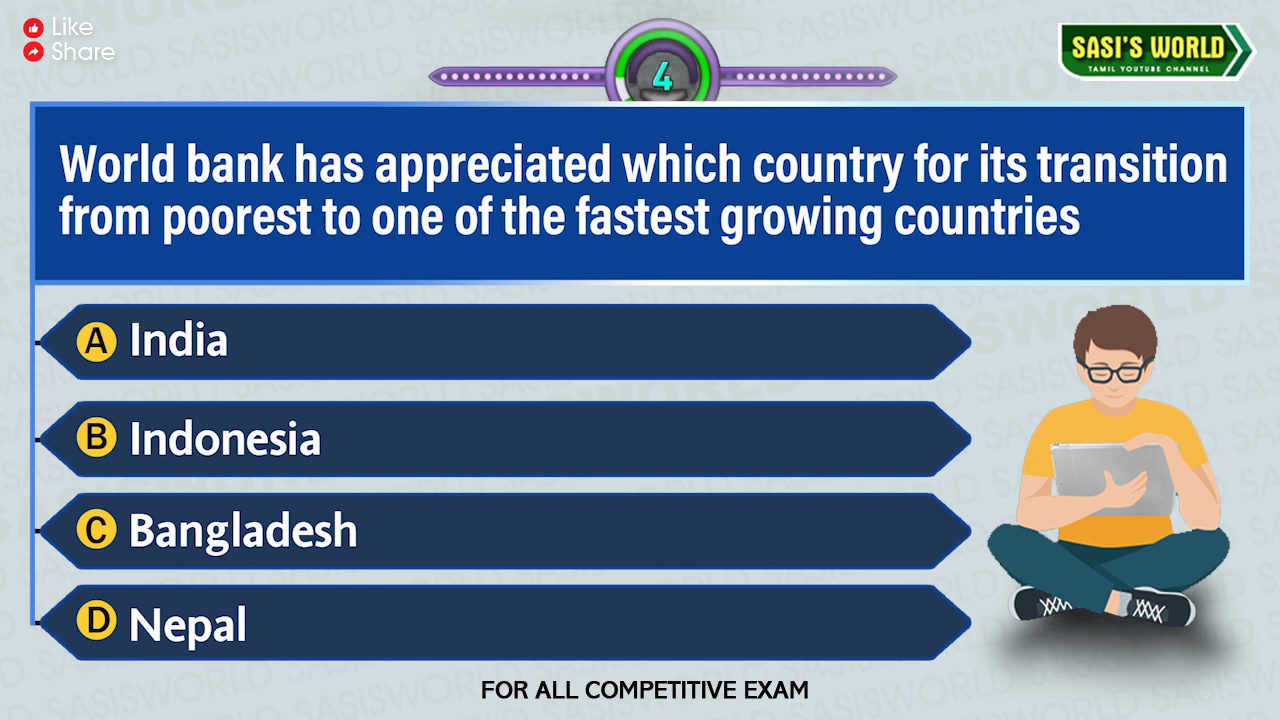 Like
Share
4
SASI'S WORLD
TAMIL YOUTUBE CHANNEL
World bank has appreciated which country for its transition
from poorest to one of the fastest growing countries
A India
B Indonesia
C Bangladesh
D Nepal
FOR ALL COMPETITIVE EXAM